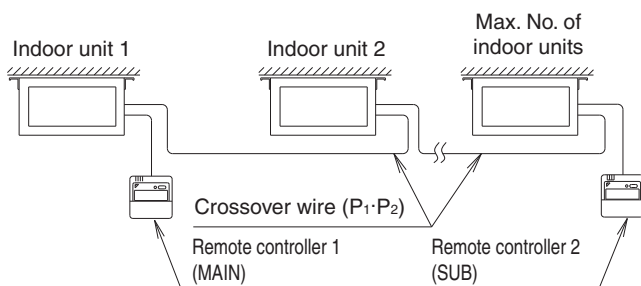 Indoor unit 1
Indoor unit 2
Max. No. of
indoor units
Crossover wire (P₁·P₂)
Remote controller 1
(MAIN)
Remote controller 2
(SUB)